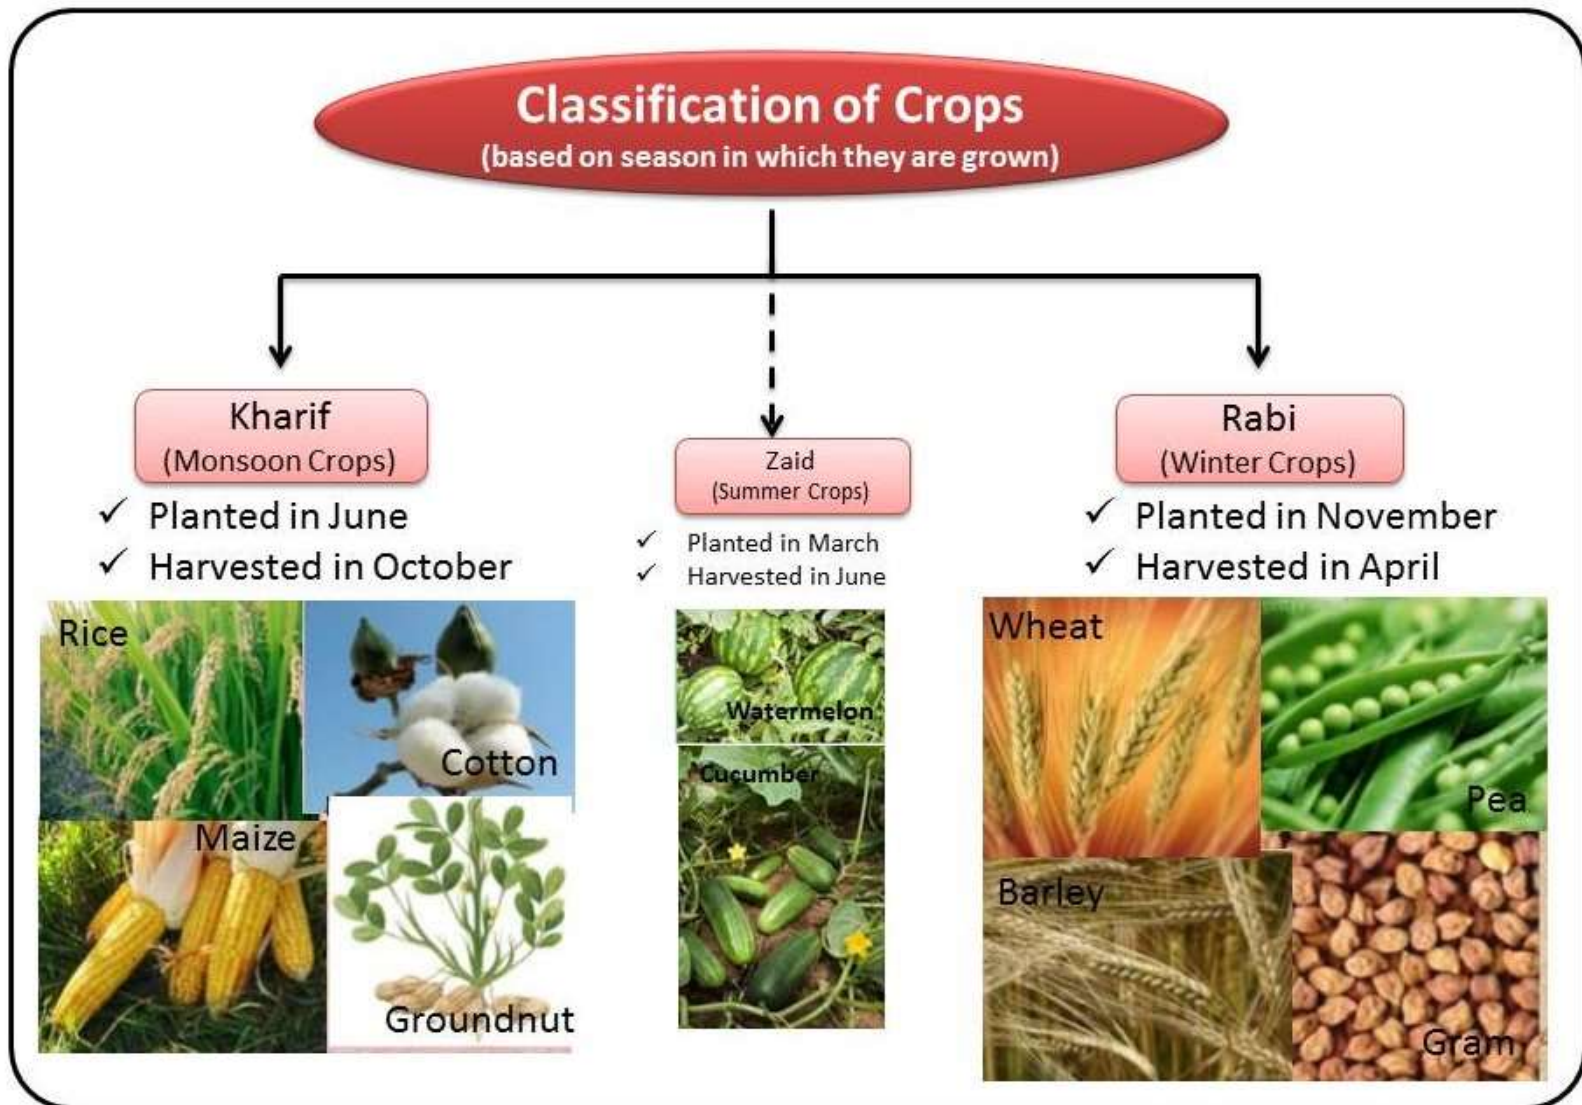 Classification of Crops
(based on season in which they are grown)
Kharif
(Monsoon Crops)
✓ Planted in June
✓ Harvested in October
Rice
Cotton
Maize
Groundnut
Zaid
(Summer Crops)
✓ Planted in March
✓ Harvested in June
Watermelon
Cucumber
Rabi
(Winter Crops)
✓ Planted in November
✓ Harvested in April
Wheat
Pea
Barley
Gram